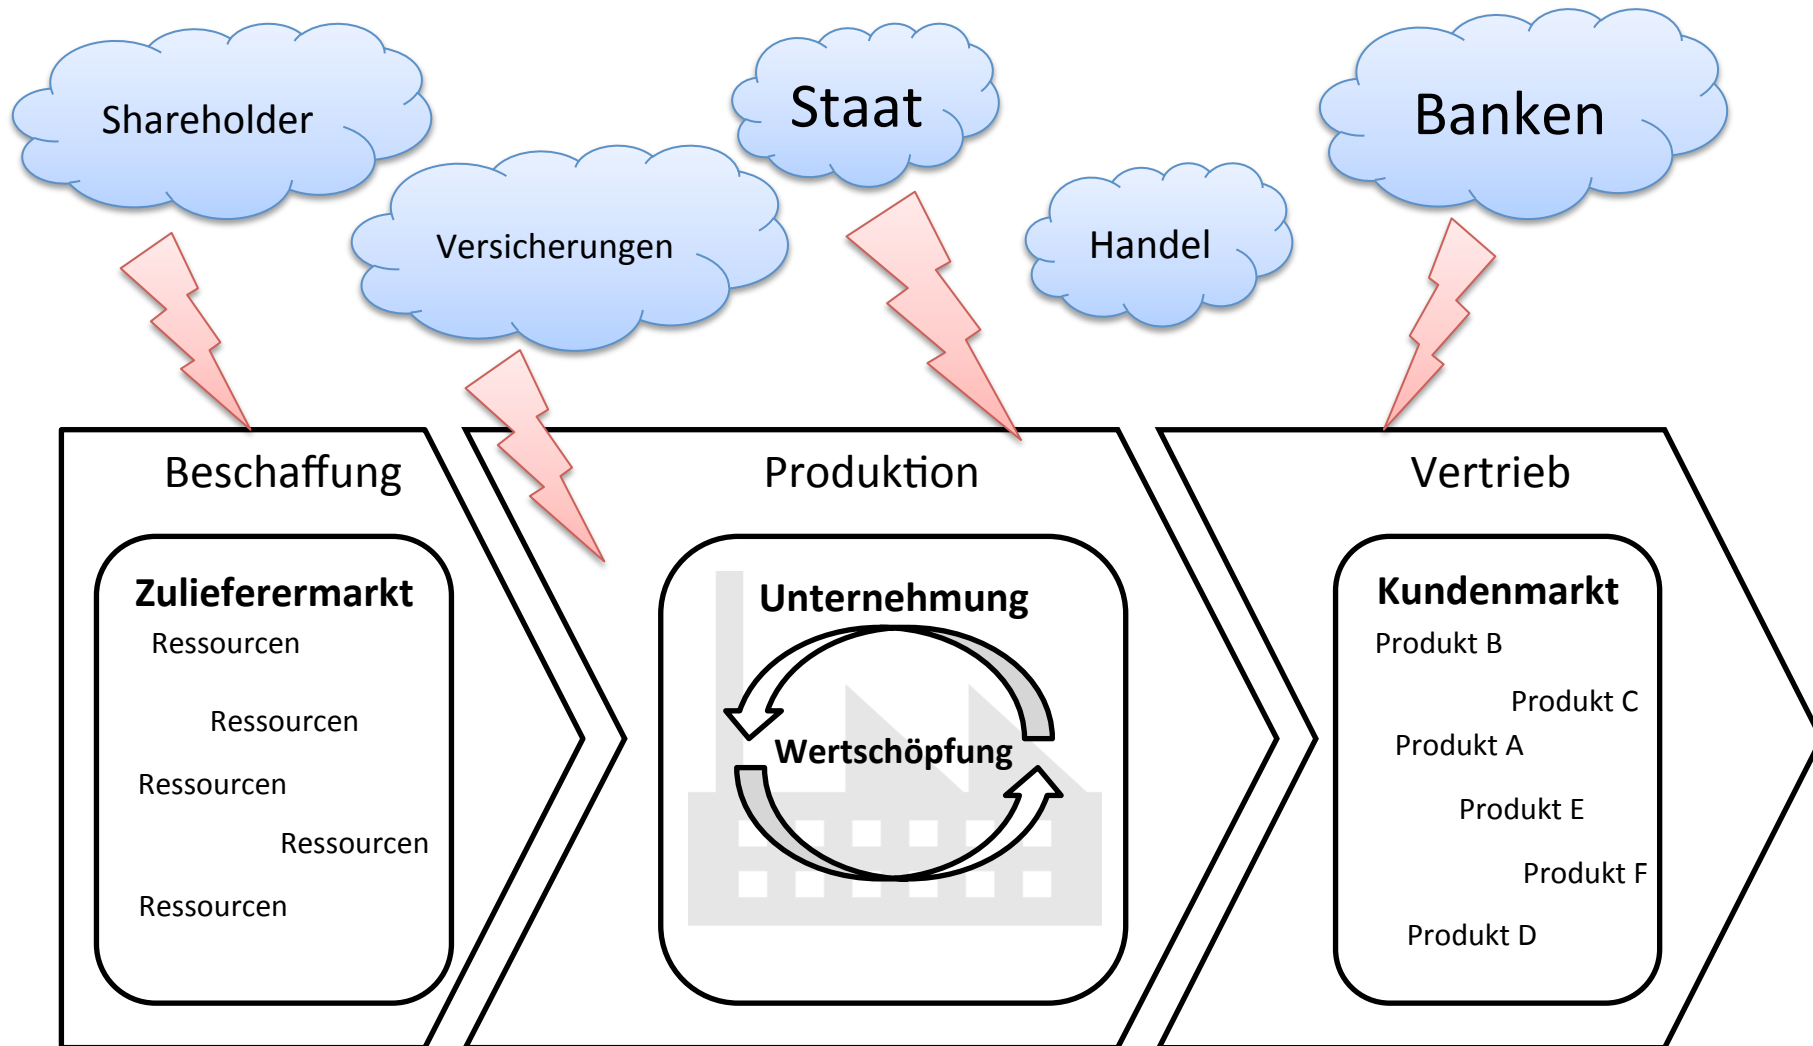 Shareholder
Versicherungen
Staat
Handel
Banken
Beschaffung
Zulieferermarkt
Ressourcen
Ressourcen
Ressourcen
Ressourcen
Ressourcen
Produktion
Unternehmung
Wertschöpfung
Vertrieb
Kundenmarkt
Produkt B
Produkt C
Produkt A
Produkt E
Produkt F
Produkt D